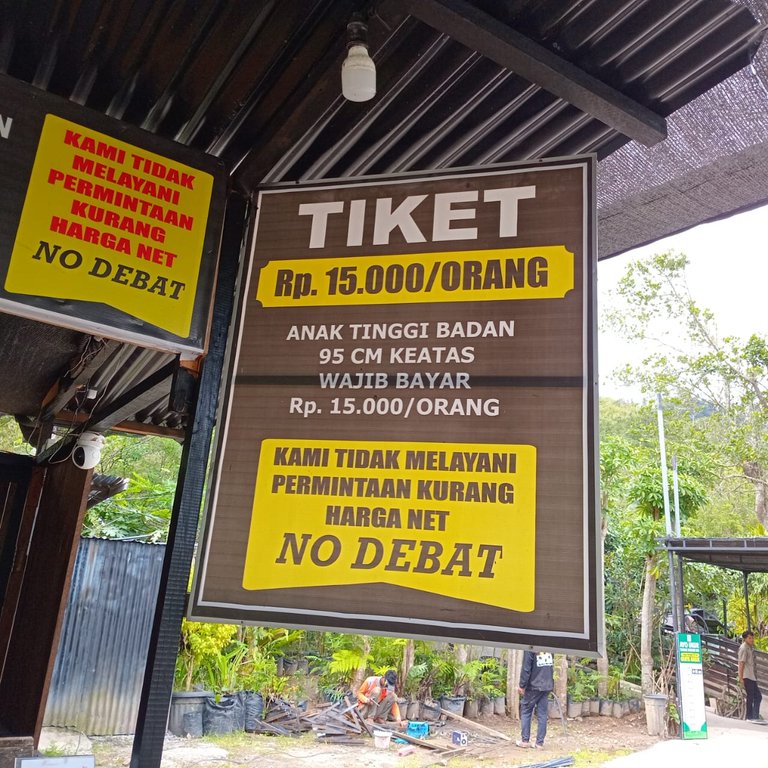 N
KAMI TIDAK
MELAYANI
PERMINTAAN
KURANG
HARGA NET
NO DEBAT
TIKET
Rp. 15.000/ORANG
ANAK TINGGI BADAN
95 CM KEATAS
WAJIB BAYAR
Rp. 15.000/ORANG
KAMI TIDAK MELAYANI
PERMINTAAN KURANG
HARGA NET
NO DEBAT